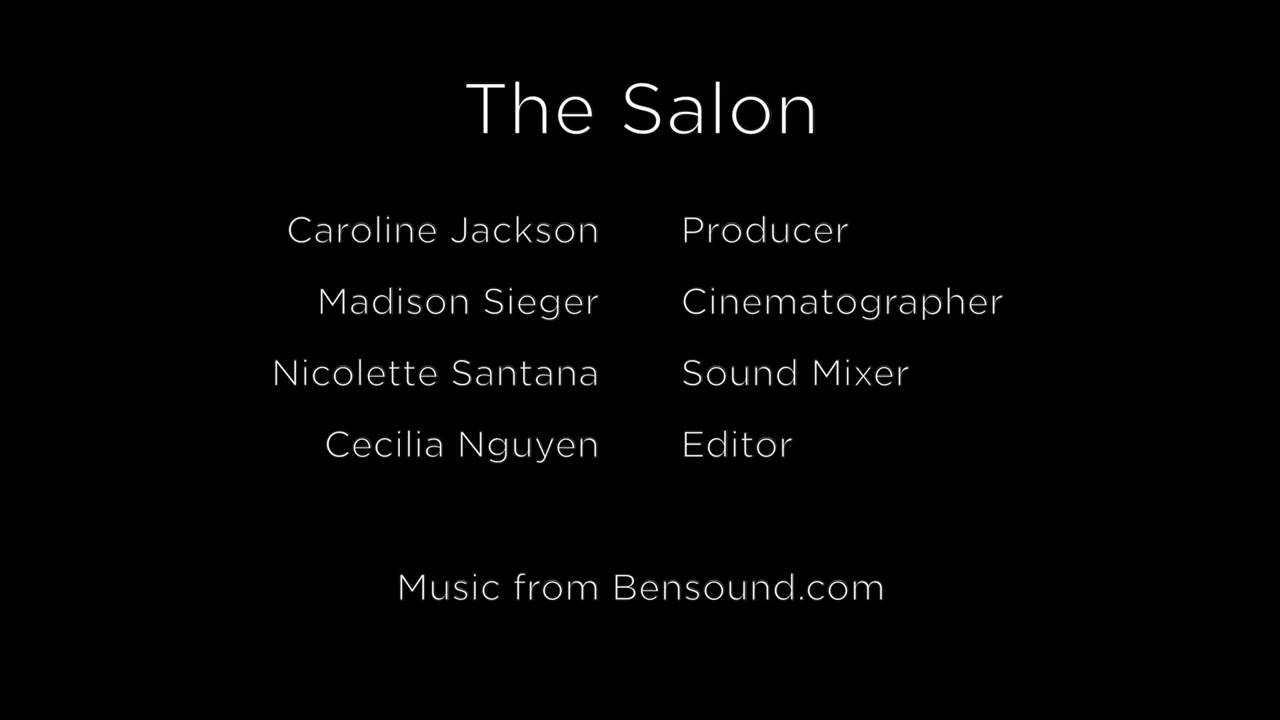 The Salon
Caroline Jackson Producer
Madison Sieger Cinematographer
Nicolette Santana Sound Mixer
Cecilia Nguyen Editor
Music from Bensound.com